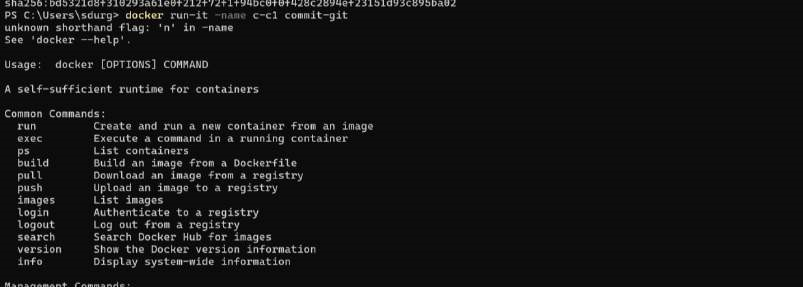 sha256:bd5321d8f310293a61e0f212f72f1f94bc0f0f428c2894ef23151d93c895ba02
PS C:\Users\sdurg> docker run-it -name c-c1 commit-git
unknown shorthand flag: 'n' in -name
See 'docker --help'.
Usage:  docker [OPTIONS] COMMAND
A self-sufficient runtime for containers
Common Commands:
  run         Create and run a new container from an image
  exec        Execute a command in a running container
  ps          List containers
  build       Build an image from a Dockerfile
  pull        Download an image from a registry
  push        Upload an image to a registry
  images      List images
  login       Authenticate to a registry
  logout      Log out from a registry
  search      Search Docker Hub for images
  version     Show the Docker version information
  info        Display system-wide information
Management Commands: